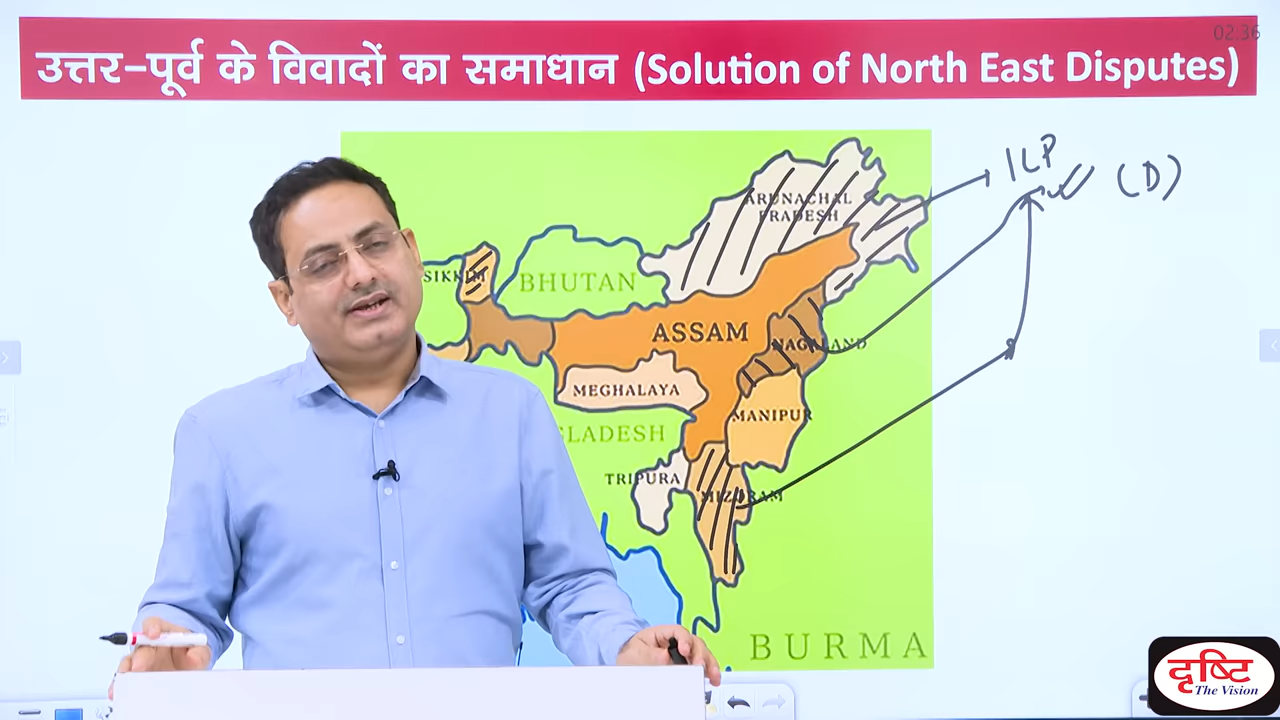 02:36
उत्तर-पूर्व के विवादों का समाधान (Solution of North East Disputes)
ILP (D)
ARUNACHAL
PRADESH
SIKKIM
BHUTAN
ASSAM
NAGALAND
MEGHALAYA
MANIPUR
GLADESH
TRIPURA
MIZORAM
BURMA
दृष्टि
The Vision